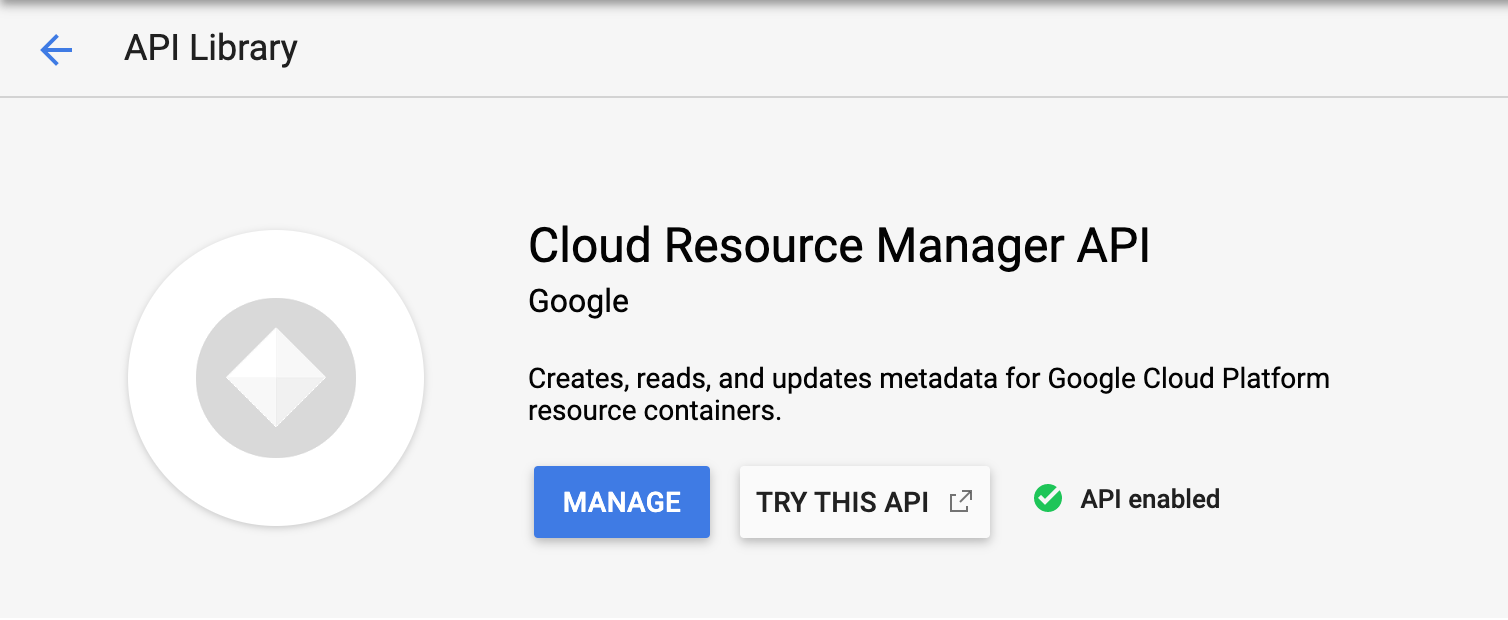 API Library
Cloud Resource Manager API
Google
Creates, reads, and updates metadata for Google Cloud Platform
resource containers.
MANAGE
TRY THIS API
API enabled